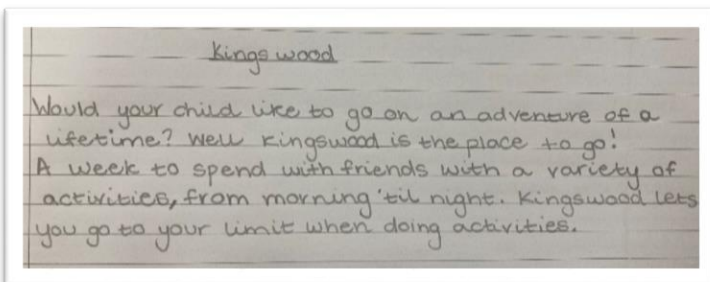 Kingswood
Would your child like to go on an adventure of a
lifetime? Well Kingswood is the place to go!
A week to spend with friends with a variety of
activities, from morning 'til night. Kingswood lets
you go to your limit when doing activities.